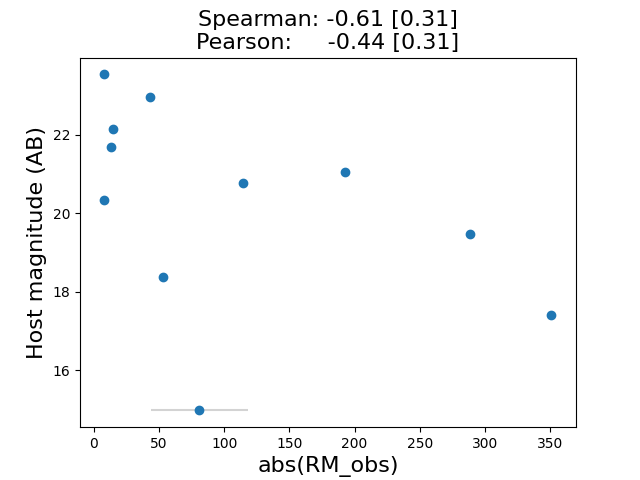 Spearman: -0.61 [0.31]
Pearson: -0.44 [0.31]
Host magnitude (AB)
22
20
18
16
0 50 100 150 200 250 300 350
abs(RM_obs)